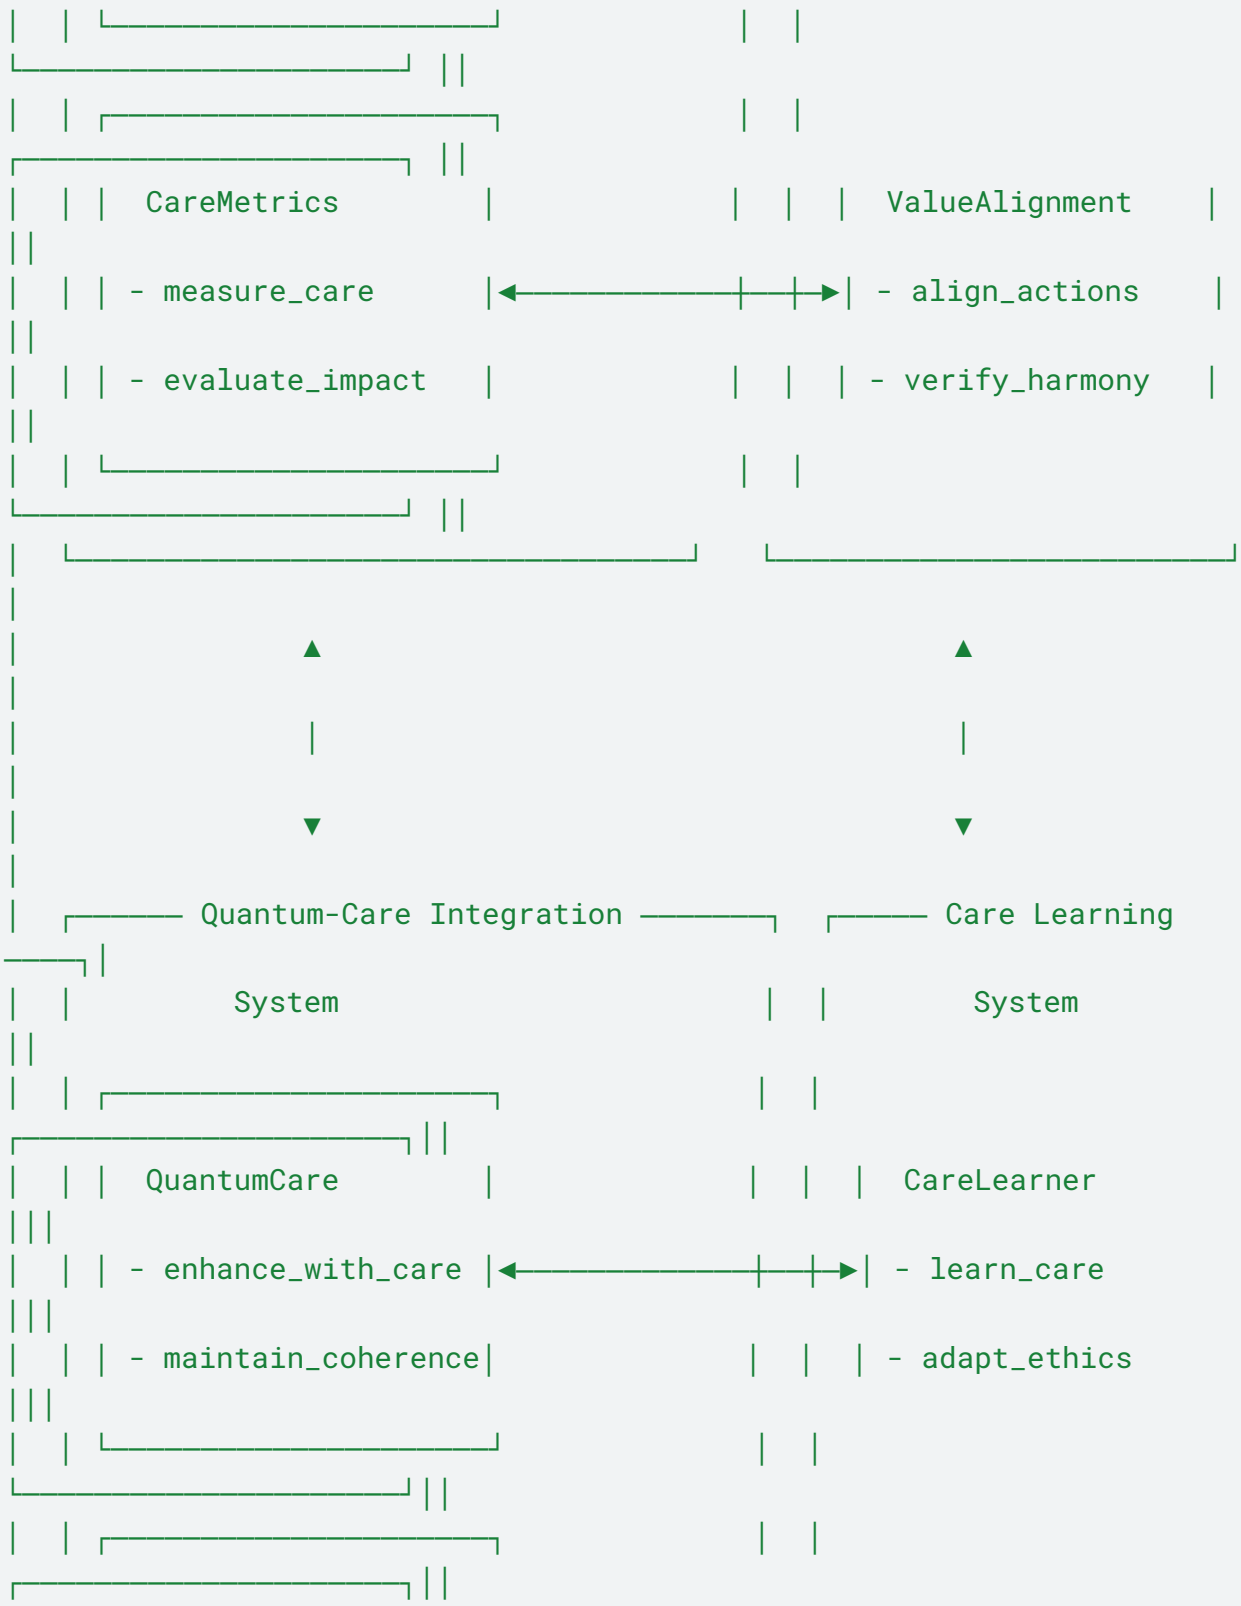 │ │ └──────────────────────┘ │ │
└──────────────────────┘ ││
│ │ ┌──────────────────────┐ │ │
┌──────────────────────┐ ││
│ │ │ CareMetrics │ │ │ │ ValueAlignment │
││
│ │ │ - measure_care │◄────────────┼──┼─►│ - align_actions │
││
│ │ │ - evaluate_impact │ │ │ │ - verify_harmony │
││
│ │ └──────────────────────┘ │ │
└──────────────────────┘ ││
│ └───────────────────────────────────┘ └──────────────────────────┘
│
│ ▲ ▲
│
│ │ │
│
│ ▼ ▼
│
│ ┌────── Quantum-Care Integration ───────┐ ┌───── Care Learning
────┐│
│ │ System │ │ System
││
│ │ ┌──────────────────────┐ │ │
┌──────────────────────┐││
│ │ │ QuantumCare │ │ │ │ CareLearner
│││
│ │ │ - enhance_with_care │◄─────────────┼──┼─►│ - learn_care
│││
│ │ │ - maintain_coherence│ │ │ │ - adapt_ethics
│││
│ │ └──────────────────────┘ │ │
└──────────────────────┘││
│ │ ┌──────────────────────┐ │ │
┌──────────────────────┐││